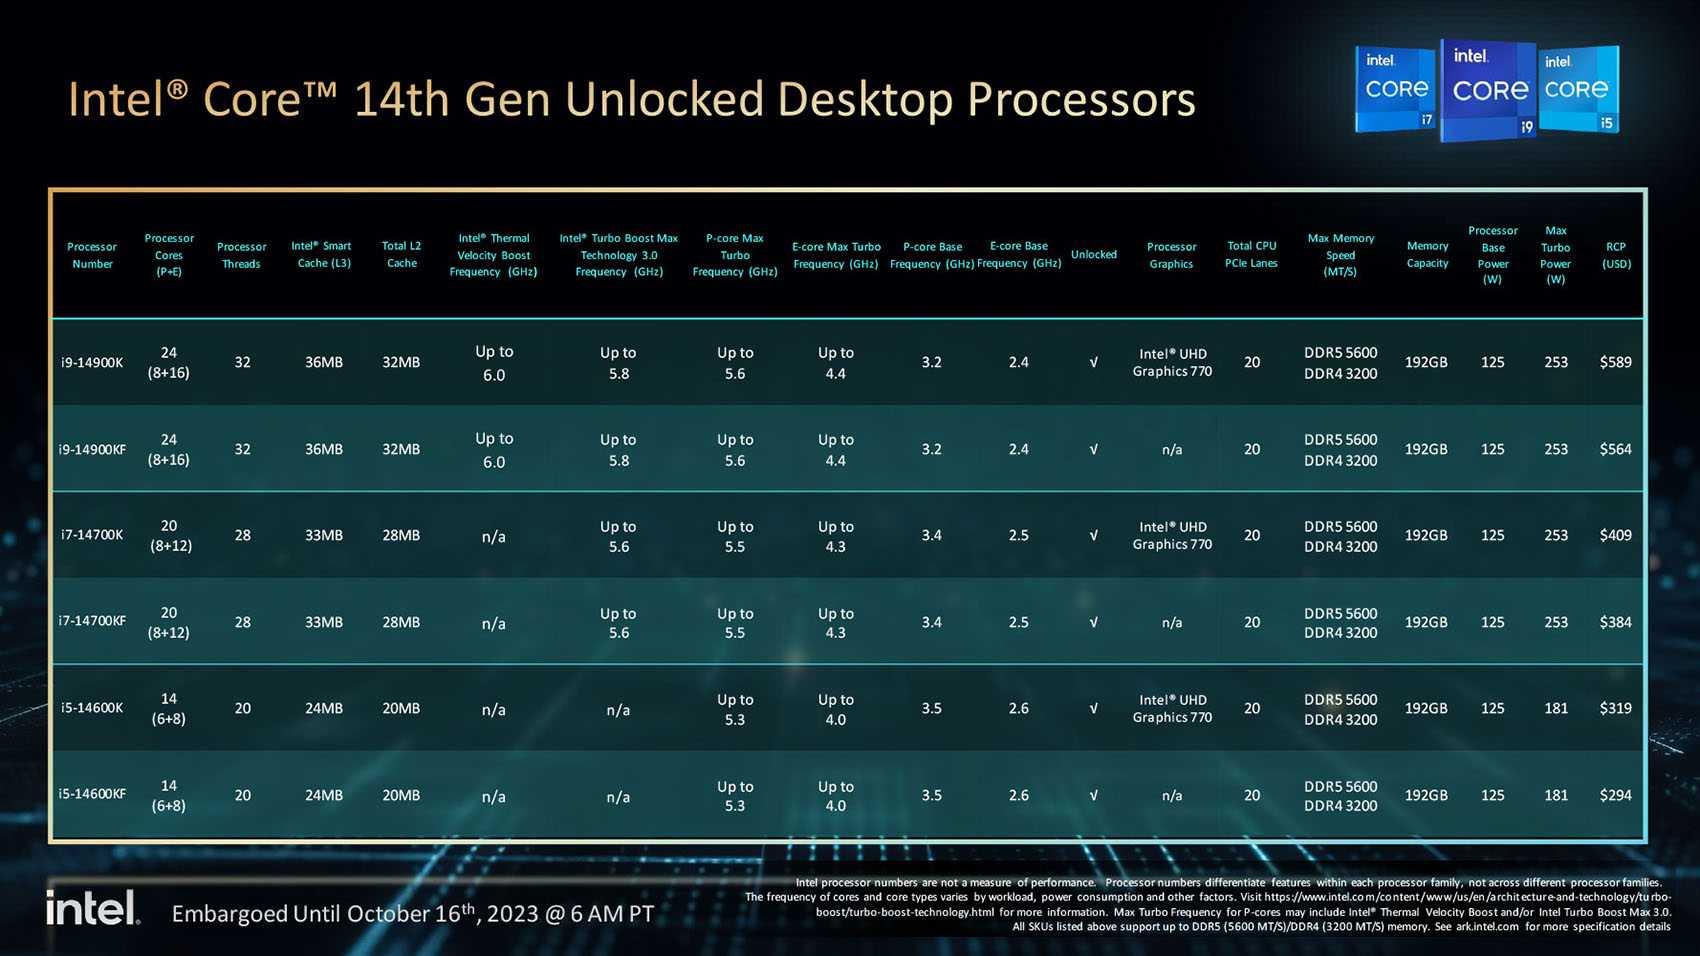 Intel® Core™ 14th Gen Unlocked Desktop Processors
intel.
CORE
i7
intel.
CORE
i9
intel.
CORE
i5
Processor Number
Processor Cores (P+E)
Processor Threads
Intel® Smart Cache (L3)
Total L2 Cache
Intel® Thermal Velocity Boost Frequency (GHz)
Intel® Turbo Boost Max Technology 3.0 Frequency (GHz)
P-core Max Turbo Frequency (GHz)
E-core Max Turbo Frequency (GHz)
P-core Base Frequency (GHz)
E-core Base Frequency (GHz)
Unlocked
Processor Graphics
Total CPU PCIe Lanes
Max Memory Speed (MT/S)
Memory Capacity
Processor Base Power (W)
Max Turbo Power (W)
RCP (USD)
i9-14900K 24 (8+16) 32 36MB 32MB Up to 6.0 Up to 5.8 Up to 5.6 Up to 4.4 3.2 2.4 √ Intel® UHD Graphics 770 20 DDR5 5600 DDR4 3200 192GB 125 253 $589
i9-14900KF 24 (8+16) 32 36MB 32MB Up to 6.0 Up to 5.8 Up to 5.6 Up to 4.4 3.2 2.4 √ n/a 20 DDR5 5600 DDR4 3200 192GB 125 253 $564
i7-14700K 20 (8+12) 28 33MB 28MB n/a Up to 5.6 Up to 5.5 Up to 4.3 3.4 2.5 √ Intel® UHD Graphics 770 20 DDR5 5600 DDR4 3200 192GB 125 253 $409
i7-14700KF 20 (8+12) 28 33MB 28MB n/a Up to 5.6 Up to 5.5 Up to 4.3 3.4 2.5 √ n/a 20 DDR5 5600 DDR4 3200 192GB 125 253 $384
i5-14600K 14 (6+8) 20 24MB 20MB n/a n/a Up to 5.3 Up to 4.0 3.5 2.6 √ Intel® UHD Graphics 770 20 DDR5 5600 DDR4 3200 192GB 125 181 $319
i5-14600KF 14 (6+8) 20 24MB 20MB n/a n/a Up to 5.3 Up to 4.0 3.5 2.6 √ n/a 20 DDR5 5600 DDR4 3200 192GB 125 181 $294
intel.
Embargoed Until October 16th, 2023 @ 6 AM PT
Intel processor numbers are not a measure of performance. Processor numbers differentiate features within each processor family, not across different processor families.
The frequency of cores and core types varies by workload, power consumption and other factors. Visit https://www.intel.com/content/www/us/en/architecture-and-technology/turbo-
boost/turbo-boost-technology.html for more information. Max Turbo Frequency for P-cores may include Intel® Thermal Velocity Boost and/or Intel Turbo Boost Max 3.0.
All SKUs listed above support up to DDR5 (5600 MT/S)/DDR4 (3200 MT/S) memory. See ark.intel.com for more specification details